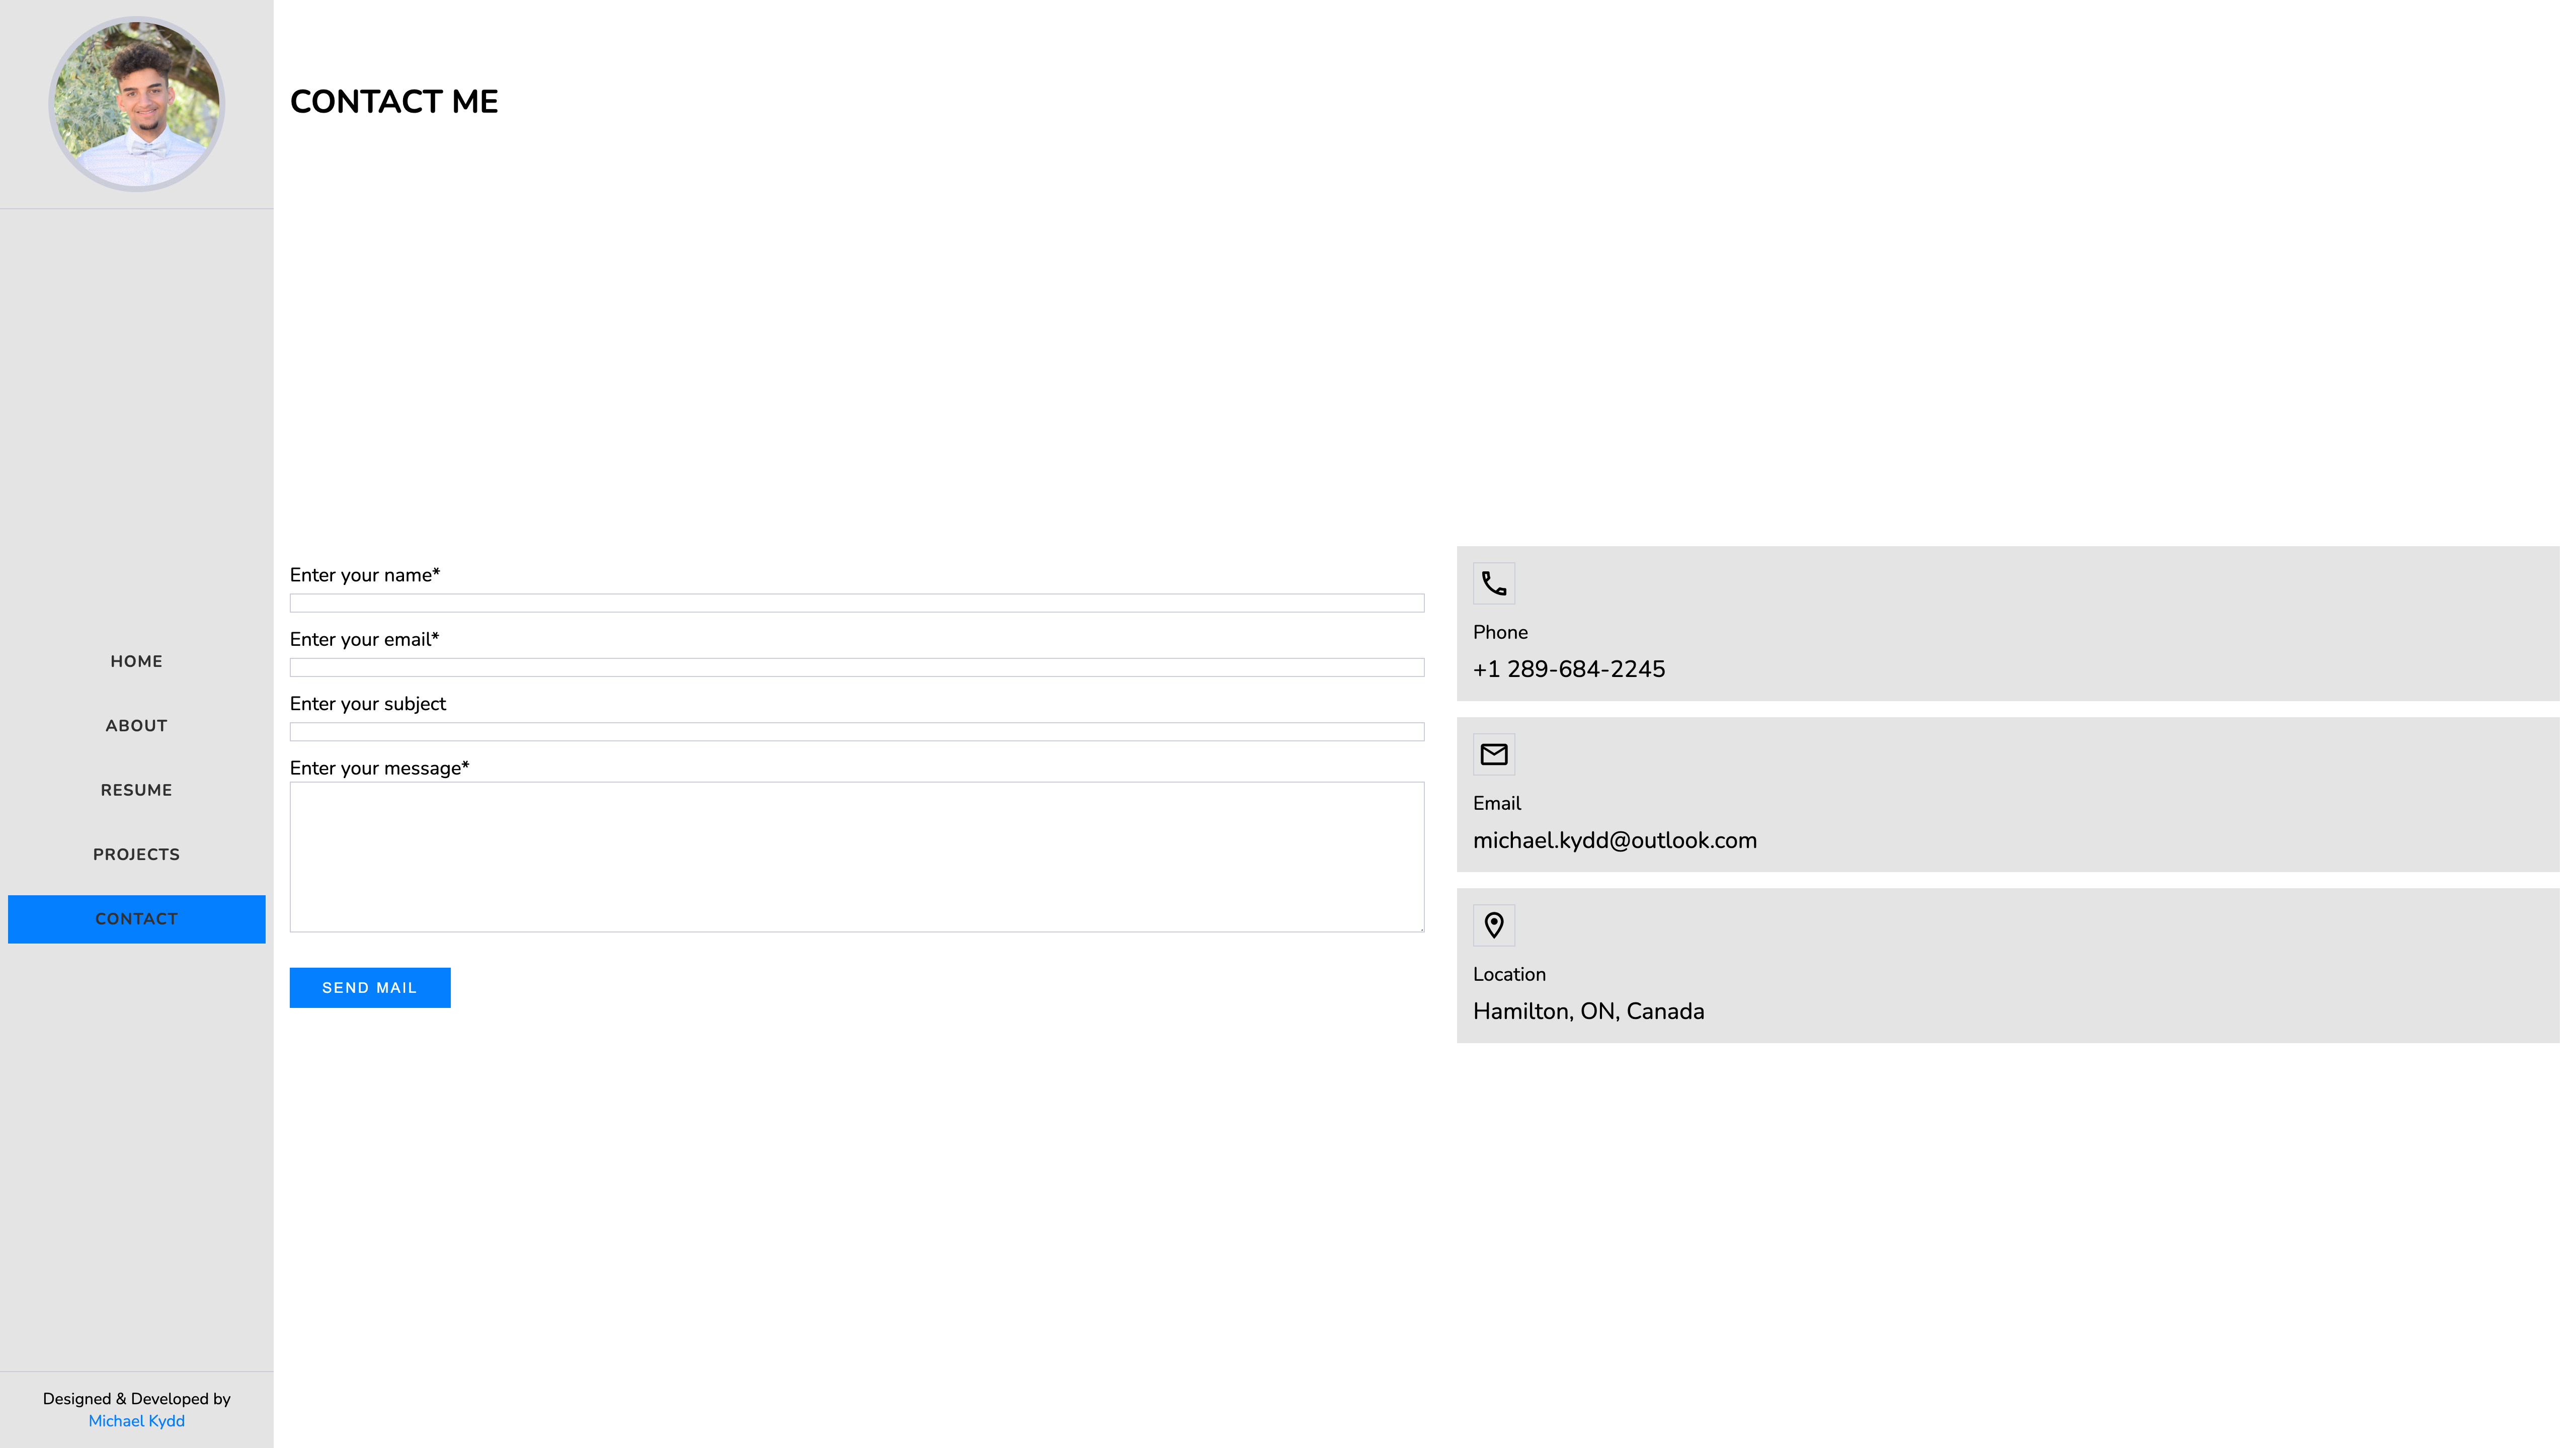 CONTACT ME
HOME
ABOUT
RESUME
PROJECTS
CONTACT
Designed & Developed by
Michael Kydd
Enter your name*
Enter your email*
Enter your subject
Enter your message*
SEND MAIL
Phone
+1 289-684-2245
Email
michael.kydd@outlook.com
Location
Hamilton, ON, Canada